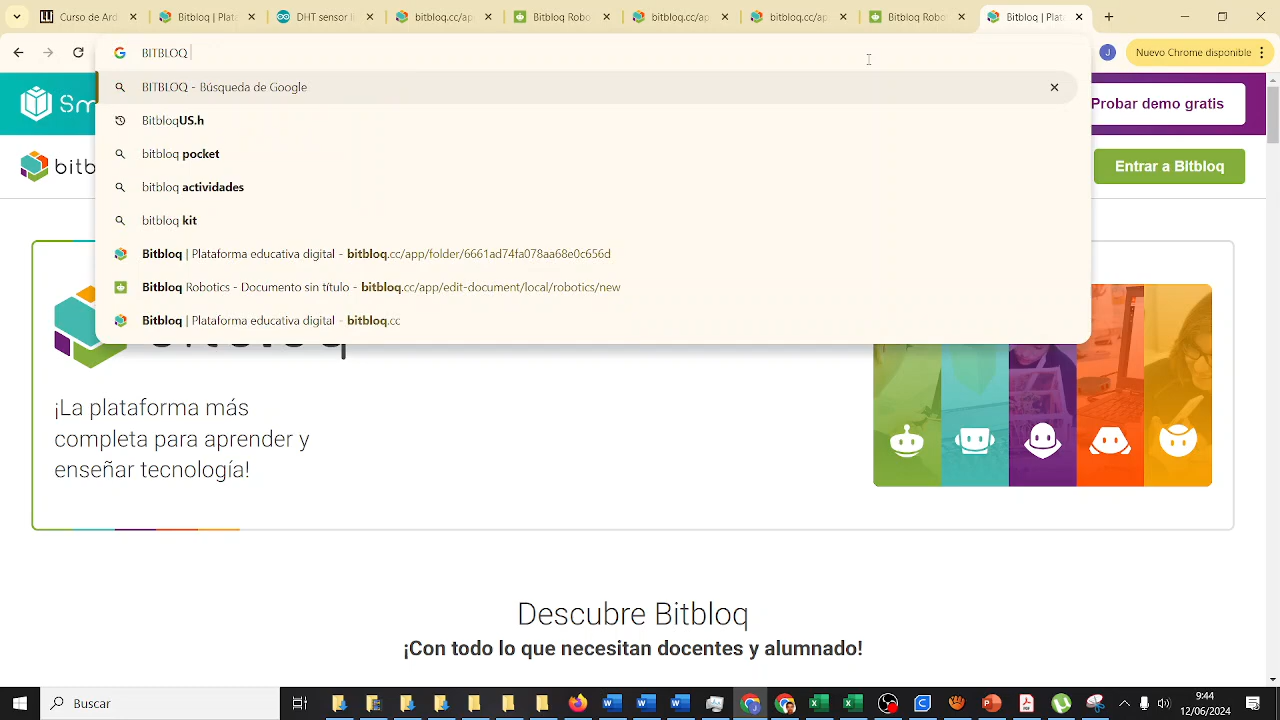 Curso de Ard
Bitbloq | Plat
DHT sensor li
bitbloq.cc/ap
Bitbloq Robo
bitbloq.cc/ap
bitbloq.cc/ap
Bitbloq Robo
Bitbloq | Plat
BITBLOQ
J
Nuevo Chrome disponible
BITBLOQ - Búsqueda de Google
BitbloqUS.h
bitbloq pocket
bitbloq actividades
bitbloq kit
Bitbloq | Plataforma educativa digital - bitbloq.cc/app/folder/6661ad74fa078aa68e0c656d
Bitbloq Robotics - Documento sin título - bitbloq.cc/app/edit-document/local/robotics/new
Bitbloq | Plataforma educativa digital - bitbloq.cc
Sm
Probar demo gratis
bitb
Entrar a Bitbloq
¡La plataforma más
completa para aprender y
enseñar tecnología!
Descubre Bitbloq
¡Con todo lo que necesitan docentes y alumnado!
Buscar
9:44
12/06/2024